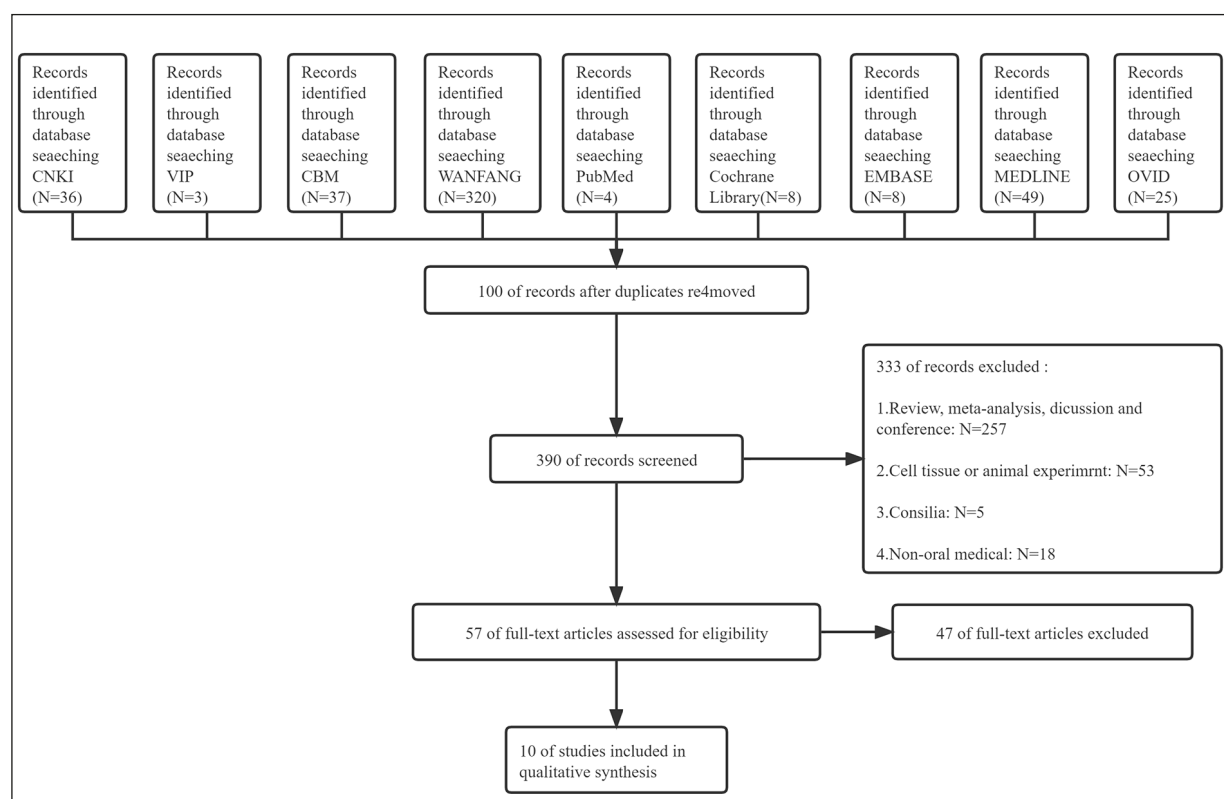 Records
identified
through
database
seaeching
CNKI
(N=36)
Records
identified
through
database
seaeching
VIP
(N=3)
Records
identified
through
database
seaeching
CBM
(N=37)
Records
identified
through
database
seaeching
WANFANG
(N=320)
Records
identified
through
database
seaeching
PubMed
(N=4)
Records
identified
through
database
seaeching
Cochrane
Library(N=8)
Records
identified
through
database
seaeching
EMBASE
(N=8)
Records
identified
through
database
seaeching
MEDLINE
(N=49)
Records
identified
through
database
seaeching
OVID
(N=25)
100 of records after duplicates re4moved
333 of records excluded :
1.Review, meta-analysis, dicussion and
conference: N=257
2.Cell tissue or animal experimrnt: N=53
3.Consilia: N=5
4.Non-oral medical: N=18
390 of records screened
57 of full-text articles assessed for eligibility
47 of full-text articles excluded
10 of studies included in
qualitative synthesis